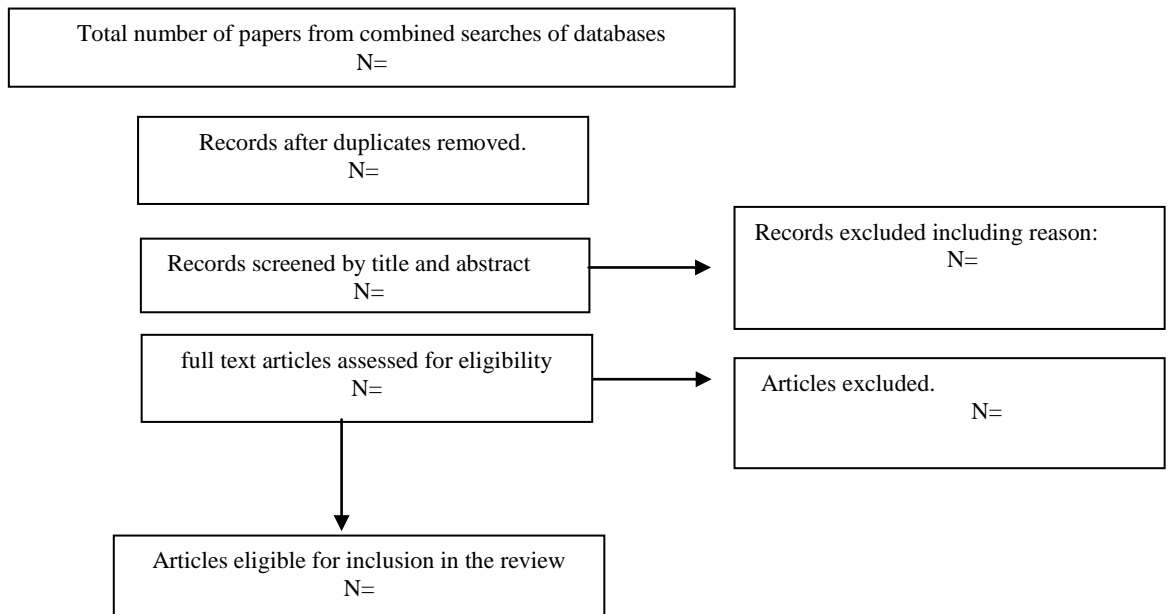 Total number of papers from combined searches of databases
N=
Records after duplicates removed.
N=
Records screened by title and abstract
N=
Records excluded including reason:
N=
full text articles assessed for eligibility
N=
Articles excluded.
N=
Articles eligible for inclusion in the review
N=